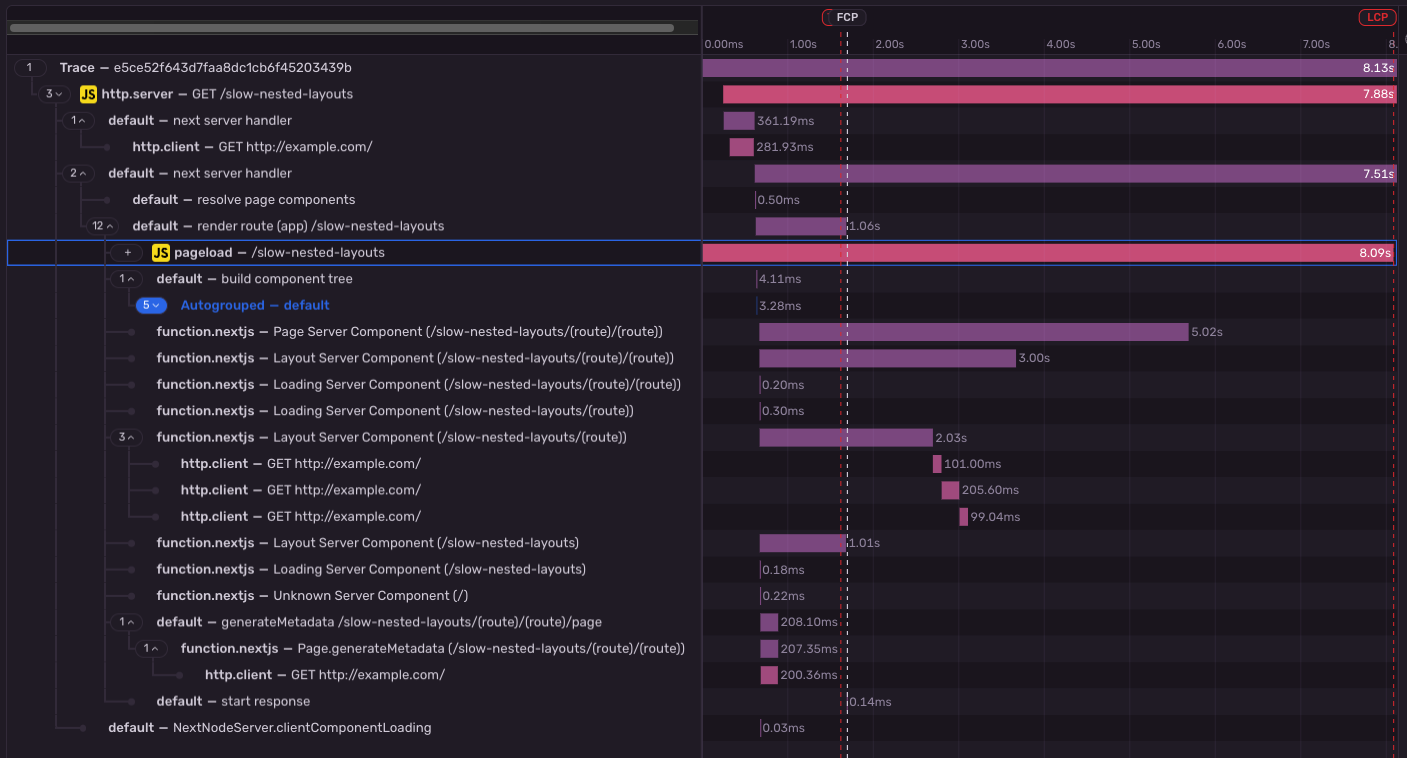 FCP LCP
0.00ms 1.00s 2.00s 3.00s 4.00s 5.00s 6.00s 7.00s 8.
1 Trace — e5ce52f643d7faa8dc1cb6f45203439b 8.13s
3 JS http.server — GET /slow-nested-layouts 7.88s
1 default — next server handler 361.19ms
http.client — GET http://example.com/ 281.93ms
2 default — next server handler 7.51s
default — resolve page components 0.50ms
12 default — render route (app) /slow-nested-layouts 1.06s
+ JS pageload — /slow-nested-layouts 8.09s
1 default — build component tree 4.11ms
5 Autogrouped — default 3.28ms
function.nextjs — Page Server Component (/slow-nested-layouts/(route)/(route)) 5.02s
function.nextjs — Layout Server Component (/slow-nested-layouts/(route)/(route)) 3.00s
function.nextjs — Loading Server Component (/slow-nested-layouts/(route)/(route)) 0.20ms
function.nextjs — Loading Server Component (/slow-nested-layouts/(route)) 0.30ms
3 function.nextjs — Layout Server Component (/slow-nested-layouts/(route)) 2.03s
http.client — GET http://example.com/ 101.00ms
http.client — GET http://example.com/ 205.60ms
http.client — GET http://example.com/ 99.04ms
function.nextjs — Layout Server Component (/slow-nested-layouts) 1.01s
function.nextjs — Loading Server Component (/slow-nested-layouts) 0.18ms
function.nextjs — Unknown Server Component (/) 0.22ms
1 default — generateMetadata /slow-nested-layouts/(route)/(route)/page 208.10ms
1 function.nextjs — Page.generateMetadata (/slow-nested-layouts/(route)/(route)) 207.35ms
http.client — GET http://example.com/ 200.36ms
default — start response 0.14ms
default — NextNodeServer.clientComponentLoading 0.03ms